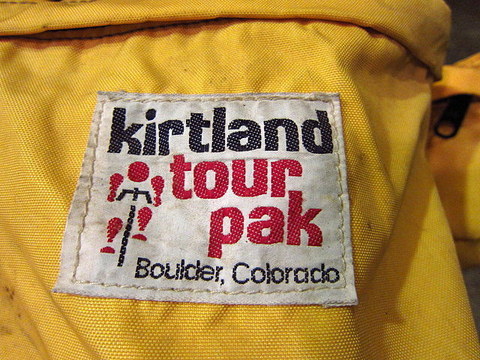 kirtland
tour
pak
Boulder, Colorado